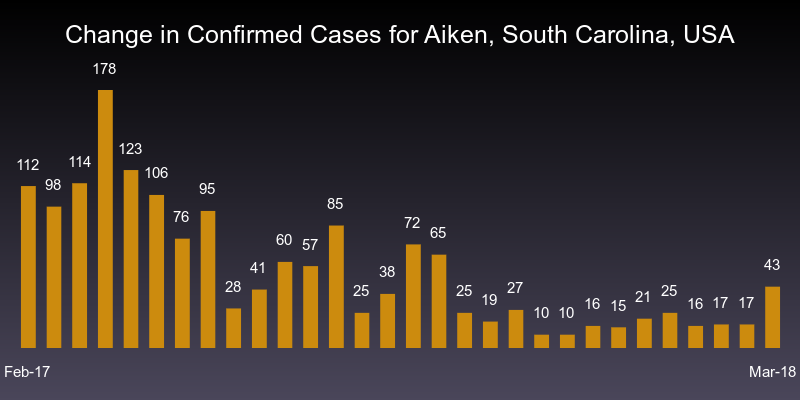 Change in Confirmed Cases for Aiken, South Carolina, USA
112 98 114 178 123 106 76 95 28 41 60 57 85 25 38 72 65 25 19 27 10 10 16 15 21 25 16 17 17 43
Feb-17 Mar-18